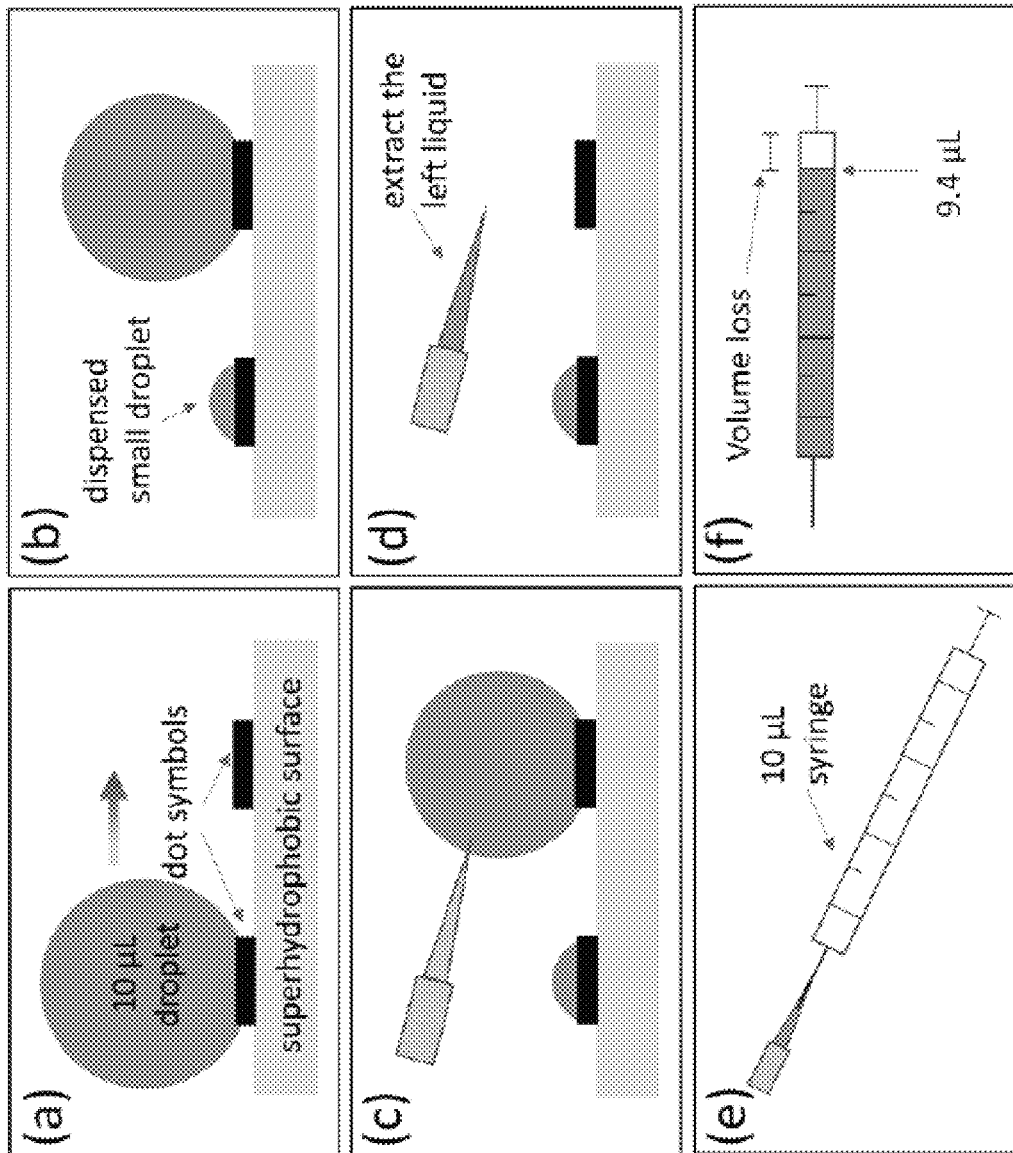 (a)
10 µL
droplet
dot symbols
superhydrophobic surface
(b)
dispensed
small droplet
(c)
(d)
extract the
left liquid
(e)
10 µL
syringe
(f)
Volume loss
9.4 µL